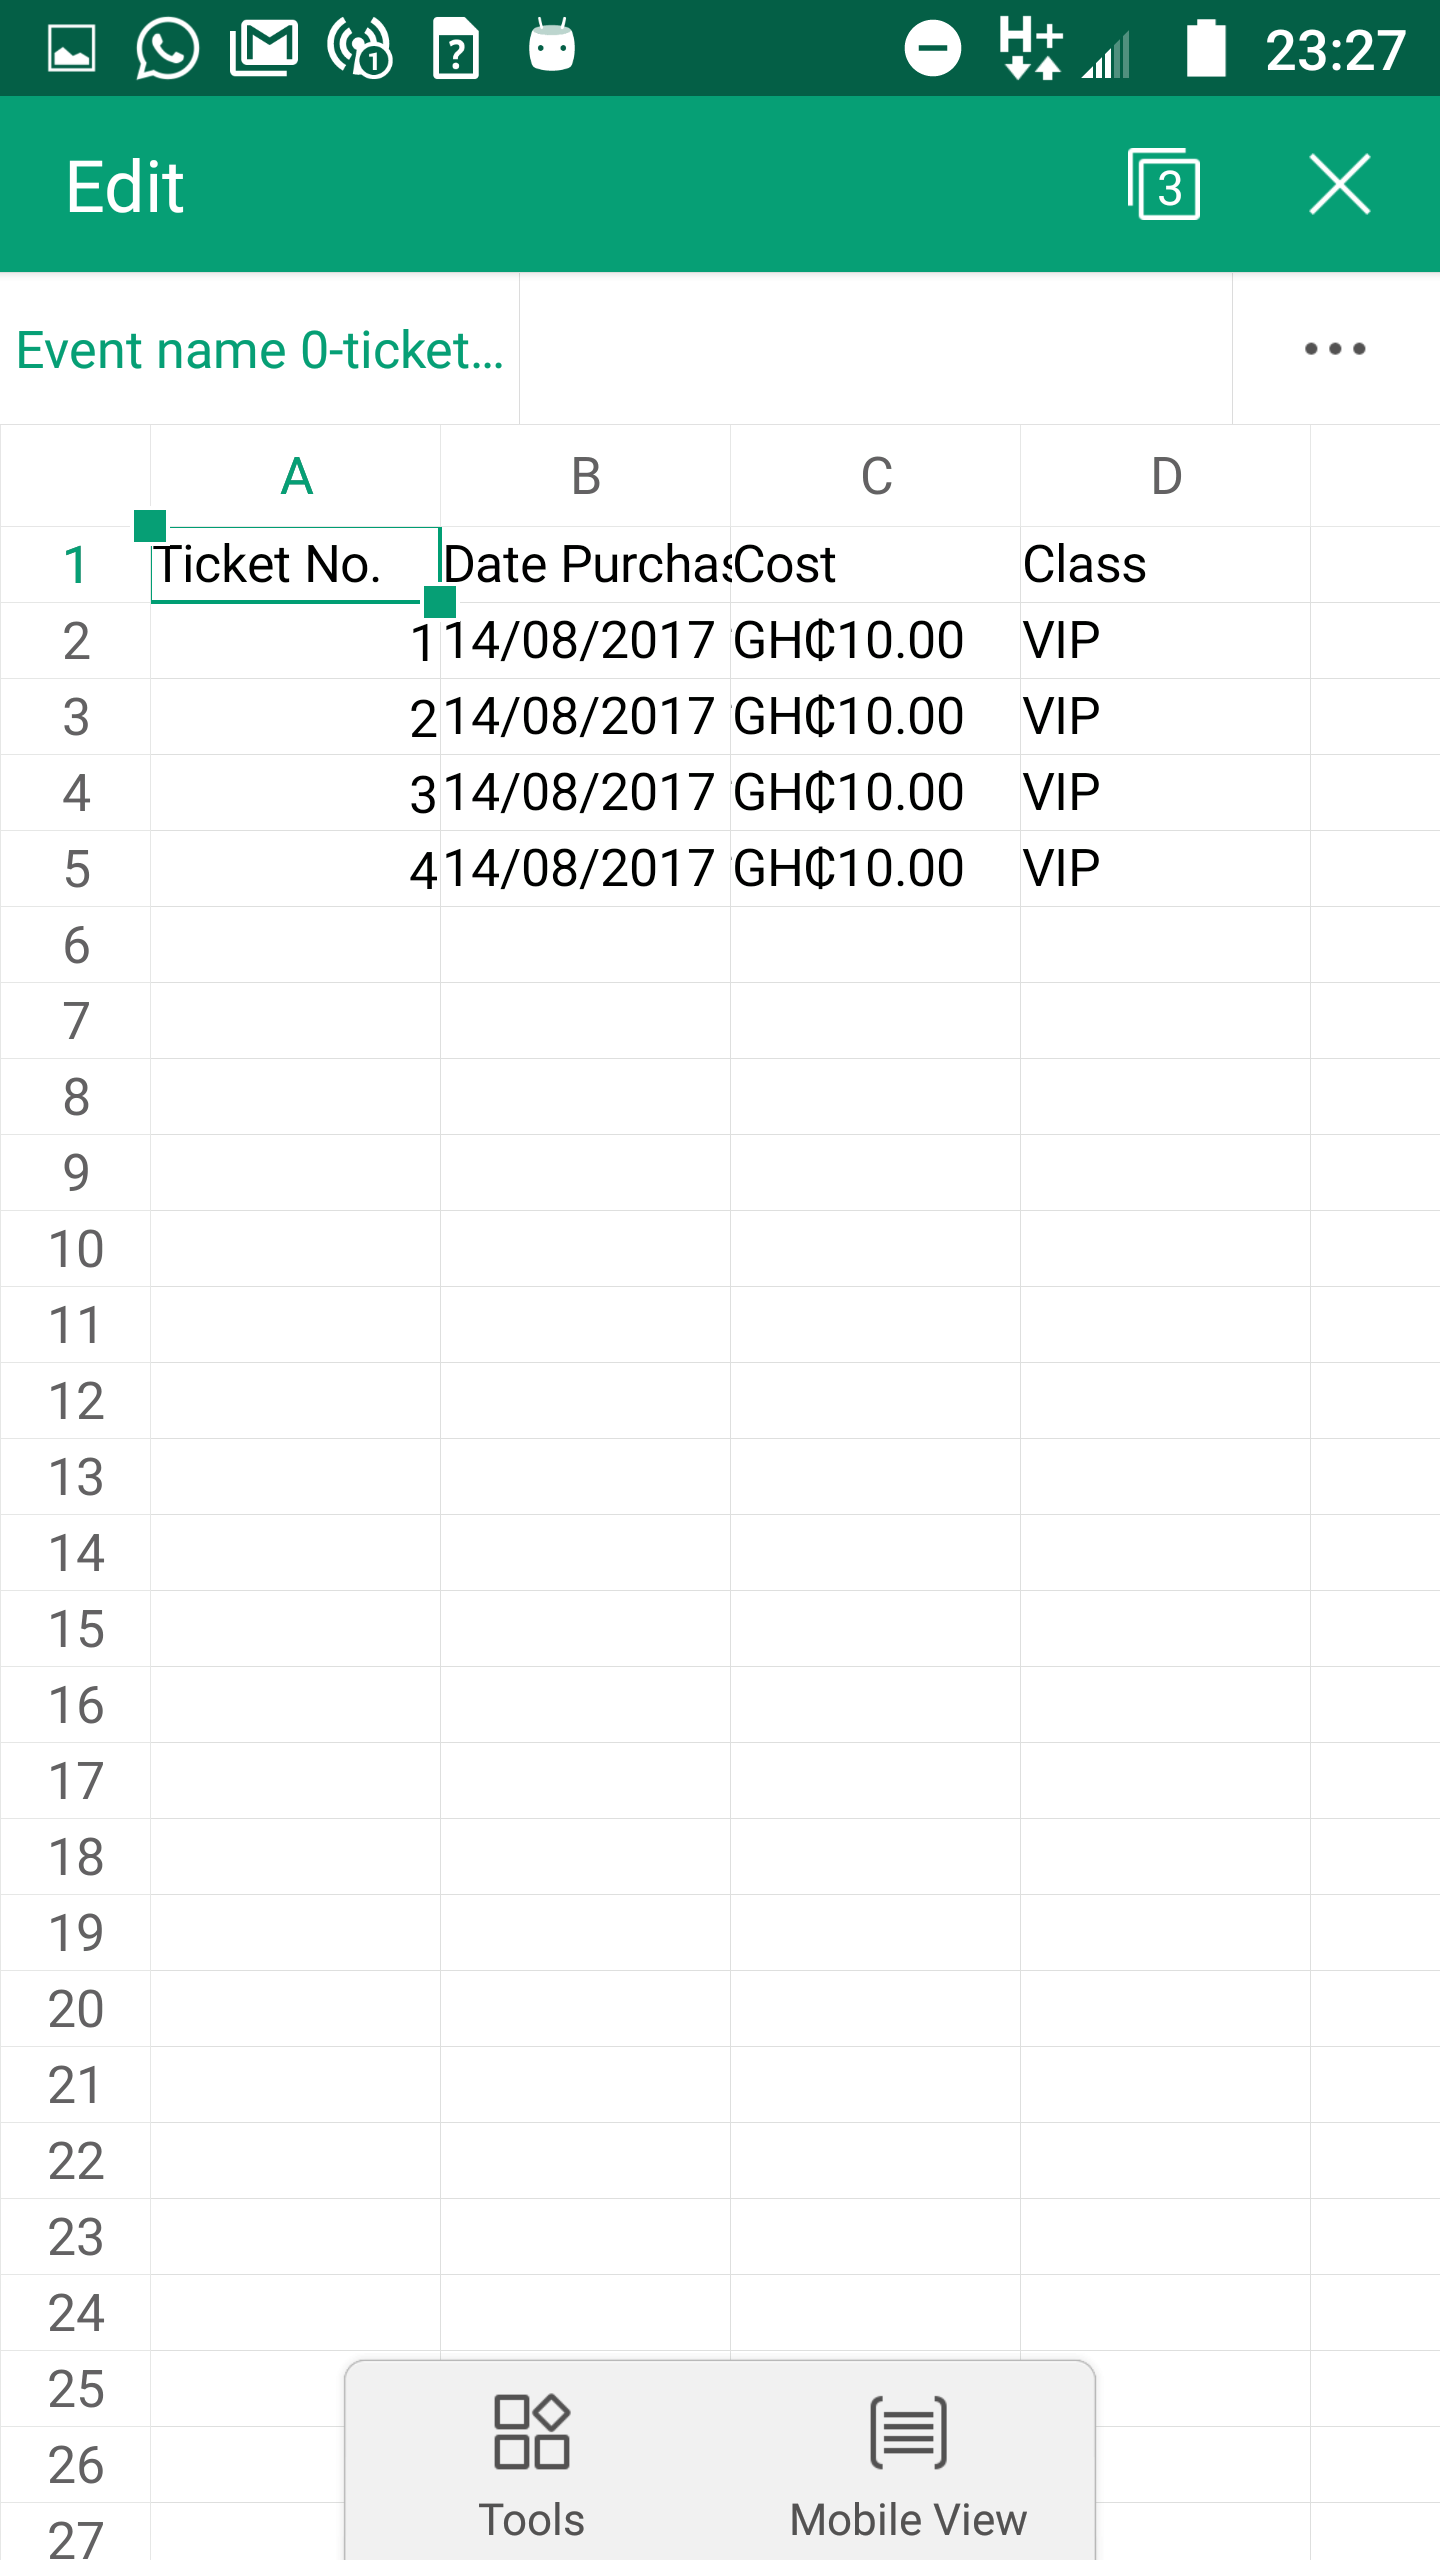 23:27
Edit 3
Event name 0-ticket...
A B C D
1 Ticket No. Date Purchas Cost Class
2 1 14/08/2017 GH₵10.00 VIP
3 2 14/08/2017 GH₵10.00 VIP
4 3 14/08/2017 GH₵10.00 VIP
5 4 14/08/2017 GH₵10.00 VIP
6
7
8
9
10
11
12
13
14
15
16
17
18
19
20
21
22
23
24
25
26
27
Tools Mobile View